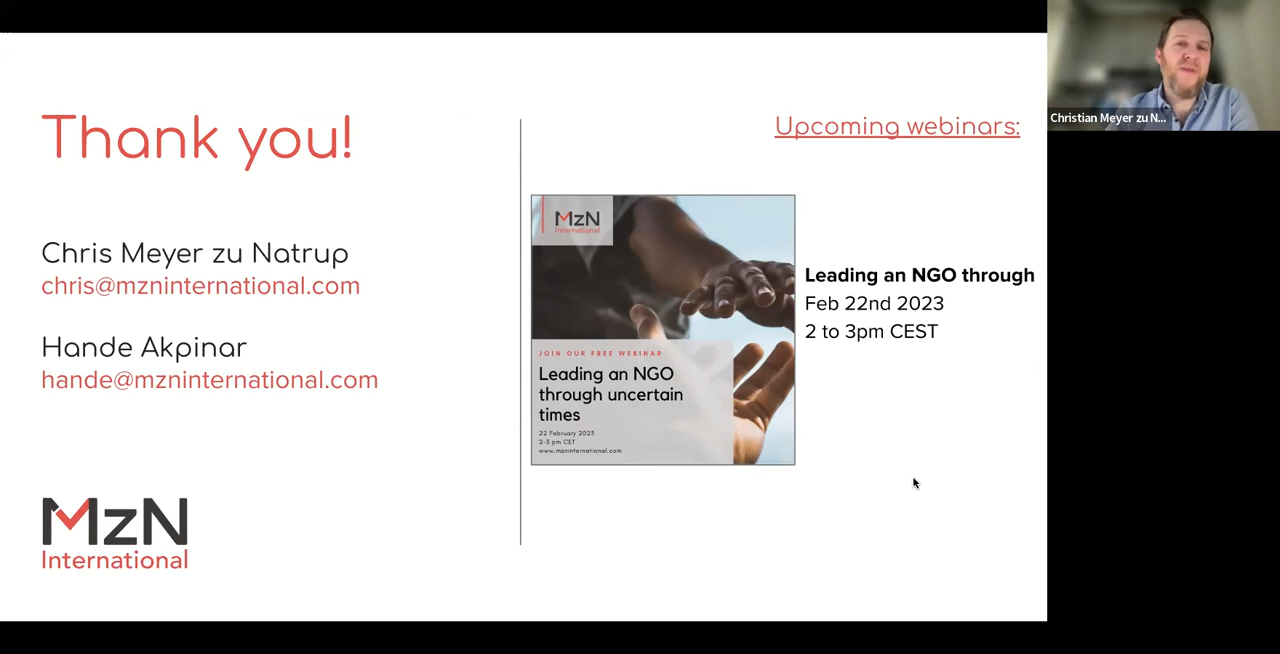 Thank you!
Chris Meyer zu Natrup
chris@mzninternational.com
Hande Akpinar
hande@mzninternational.com
MzN
International
Upcoming webinars:
MzN
International
JOIN OUR FREE WEBINAR
Leading an NGO
through uncertain
times
22 February 2023
2-3 pm CET
www.mzninternational.com
Leading an NGO through
Feb 22nd 2023
2 to 3pm CEST
Christian Meyer zu N...